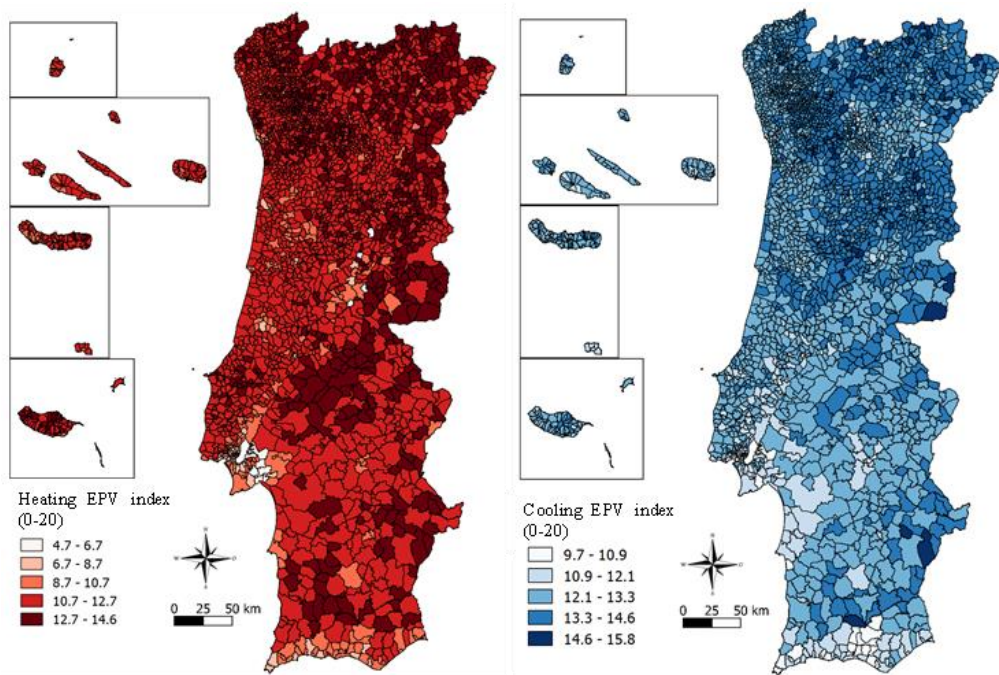 Heating EPV index
(0-20)
4.7 - 6.7
6.7 - 8.7
8.7 - 10.7
10.7 - 12.7
12.7 - 14.6
N
W
O
S
0 25 50 km
Cooling EPV index
(0-20)
9.7 - 10.9
10.9 - 12.1
12.1 - 13.3
13.3 - 14.6
14.6 - 15.8
N
W
O
S
0 25 50 km